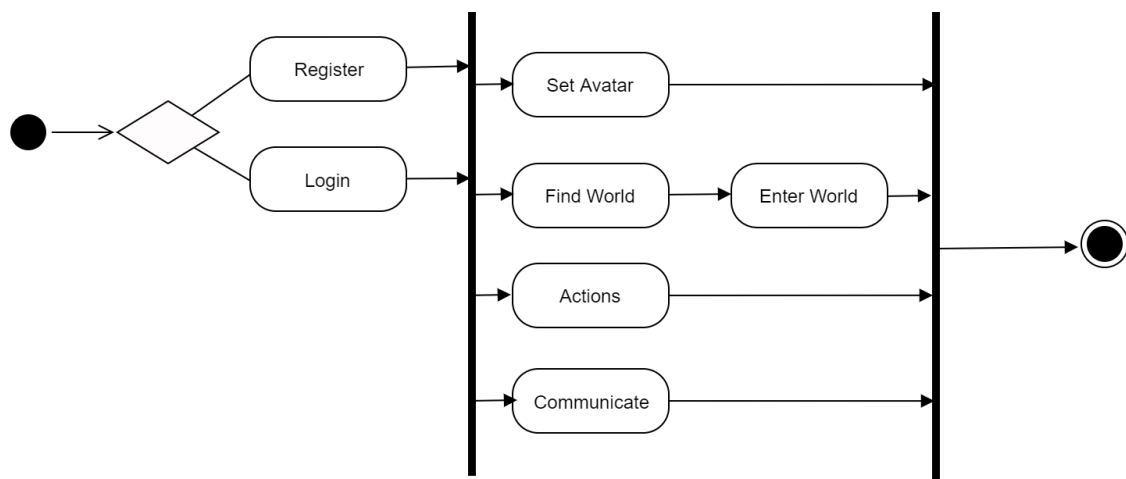 Register
Set Avatar
Login
Find World
Enter World
Actions
Communicate